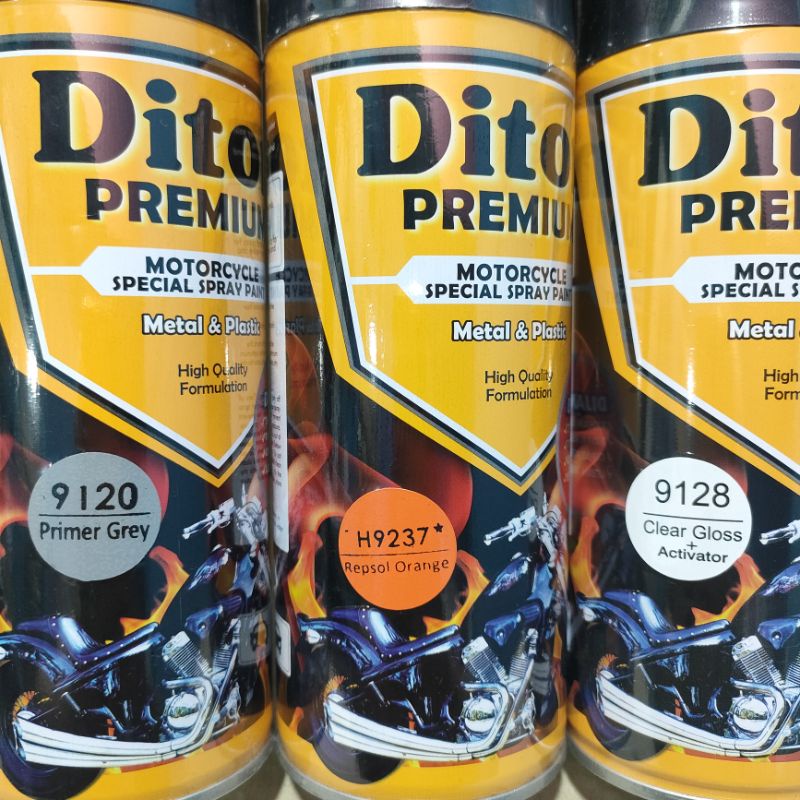 Dito
PREMIUM
MOTORCYCLE
SPECIAL SPRAY PAINT
Metal & Plastic
High Quality
Formulation
9120
Primer Grey
Dito
PREMIUM
MOTORCYCLE
SPECIAL SPRAY PAINT
Metal & Plastic
High Quality
Formulation
H9237*
Repsol Orange
Dit
PRE
MOTO
SPECIAL S
Metal &
High
Form
9128
Clear Gloss
+
Activator